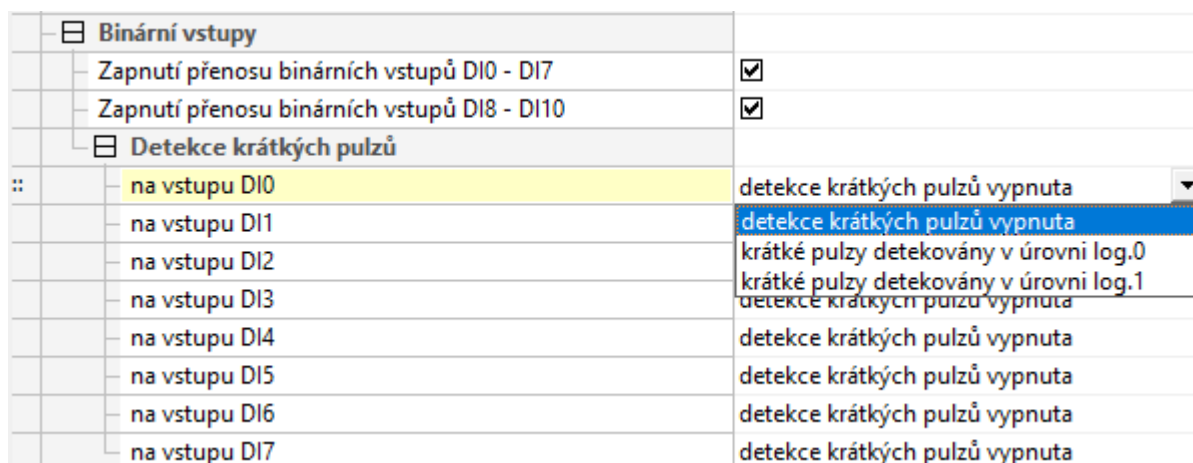 Binární vstupy
Zapnutí přenosu binárních vstupů DI0 - DI7
Zapnutí přenosu binárních vstupů DI8 - DI10
Detekce krátkých pulzů
na vstupu DI0 detekce krátkých pulzů vypnuta
na vstupu DI1 detekce krátkých pulzů vypnuta
na vstupu DI2 krátké pulzy detekovány v úrovni log.0
krátké pulzy detekovány v úrovni log.1
na vstupu DI3 detekce krátkých pulzů vypnuta
na vstupu DI4 detekce krátkých pulzů vypnuta
na vstupu DI5 detekce krátkých pulzů vypnuta
na vstupu DI6 detekce krátkých pulzů vypnuta
na vstupu DI7 detekce krátkých pulzů vypnuta